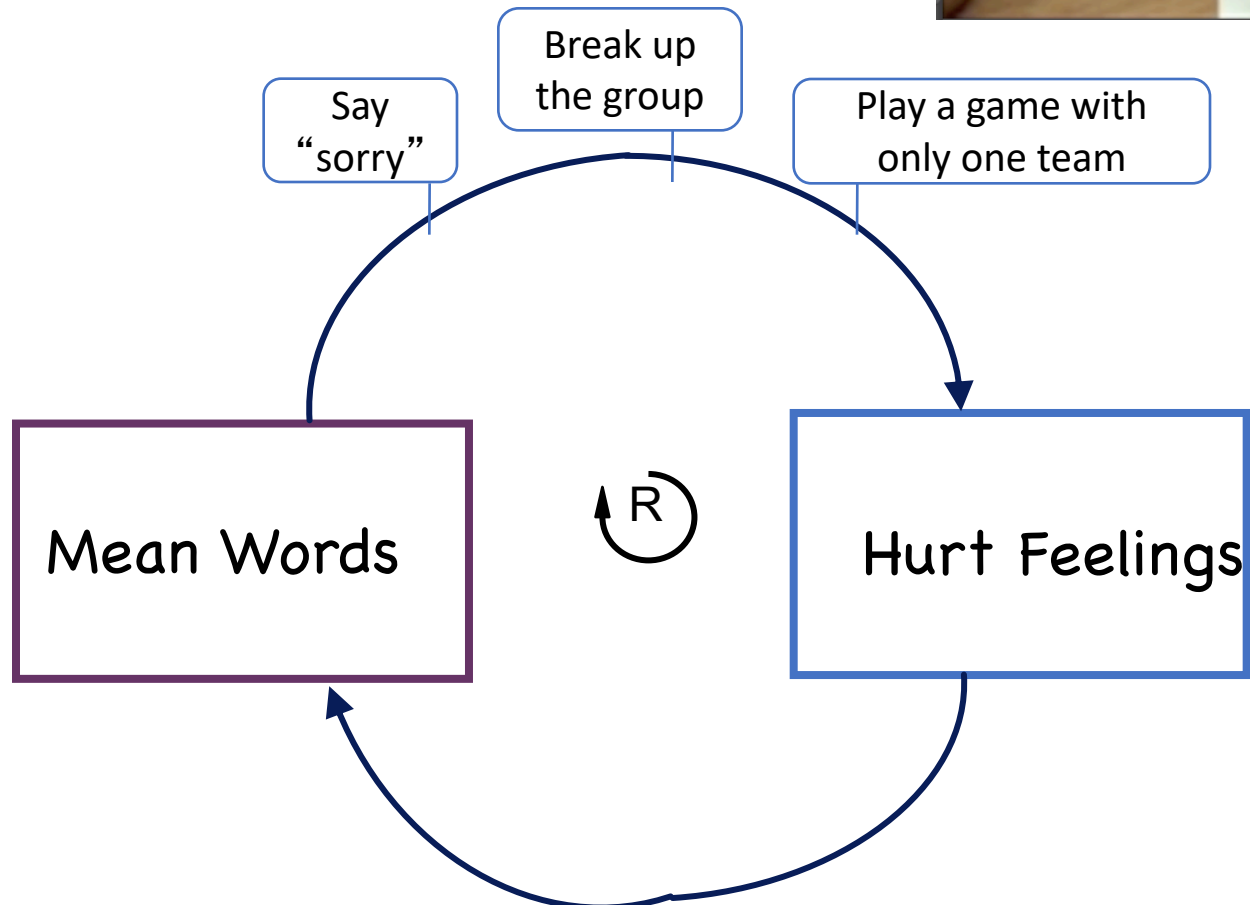 Break up
the group
Say
“sorry”
Play a game with
only one team
Mean Words
R
Hurt Feelings